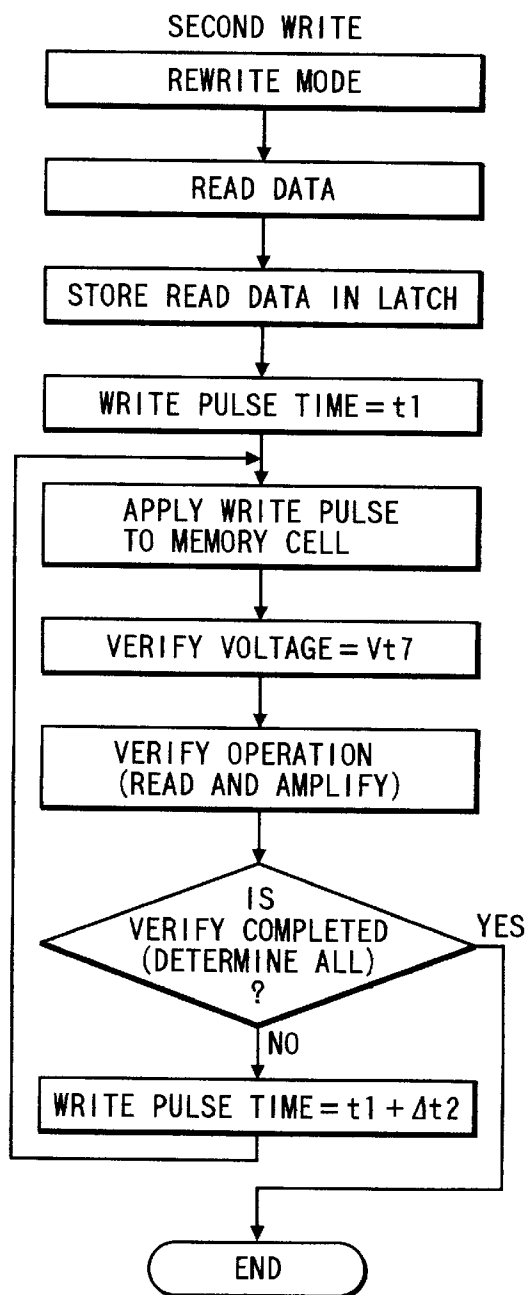 SECOND WRITE
REWRITE MODE
READ DATA
STORE READ DATA IN LATCH
WRITE PULSE TIME=t1
APPLY WRITE PULSE
TO MEMORY CELL
VERIFY VOLTAGE=Vt7
VERIFY OPERATION
(READ AND AMPLIFY)
IS
VERIFY COMPLETED
(DETERMINE ALL)
?
YES
NO
WRITE PULSE TIME=t1+Δt2
END